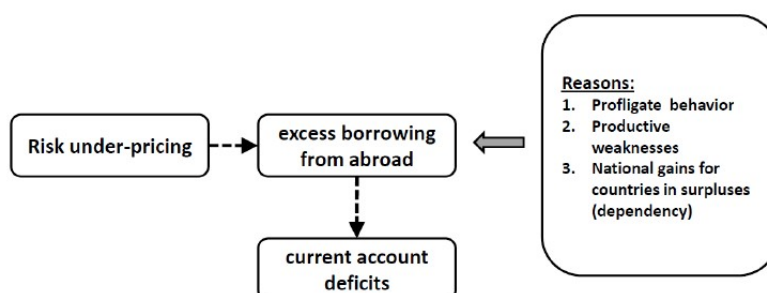 Risk under-pricing
excess borrowing
from abroad
current account
deficits
Reasons:
1. Profligate behavior
2. Productive
weaknesses
3. National gains for
countries in surpluses
(dependency)